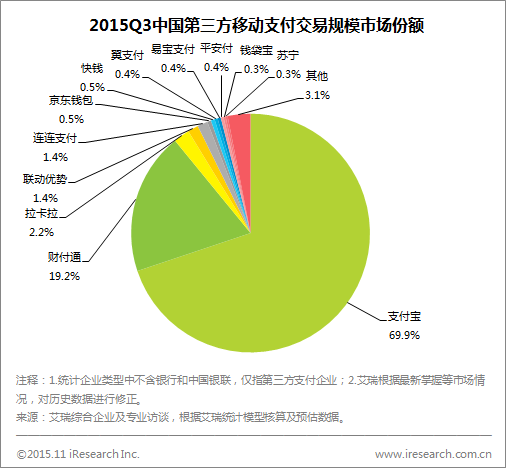 2015Q3中国第三方移动支付交易规模市场份额
翼支付
0.4%
易宝支付
0.4%
平安付
0.4%
钱袋宝
0.3%
苏宁
0.3%
其他
3.1%
快钱
0.5%
京东钱包
0.5%
连连支付
1.4%
联动优势
1.4%
拉卡拉
2.2%
财付通
19.2%
支付宝
69.9%
注释：1.统计企业类型中不含银行和中国银联，仅指第三方支付企业；2.艾瑞根据最新掌握等市场情
况，对历史数据进行修正。
来源：艾瑞综合企业及专业访谈，根据艾瑞统计模型核算及预估数据。
©2015.11 iResearch Inc.
www.iresearch.com.cn